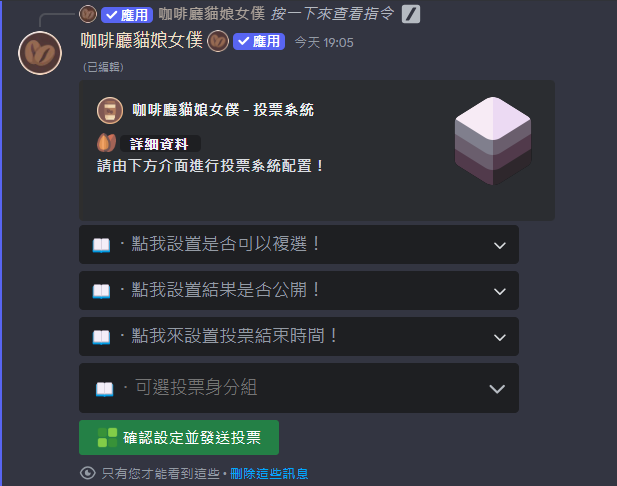 ✓ 應用 咖啡廳貓娘女僕 按一下來查看指令
咖啡廳貓娘女僕 ✓ 應用 今天 19:05
(已編輯)
咖啡廳貓娘女僕 - 投票系統
詳細資料
請由下方介面進行投票系統配置！
· 點我設置是否可以複選！
· 點我設置結果是否公開！
· 點我來設置投票結束時間！
· 可選投票身分組
確認設定並發送投票
只有您才能看到這些 • 刪除這些訊息